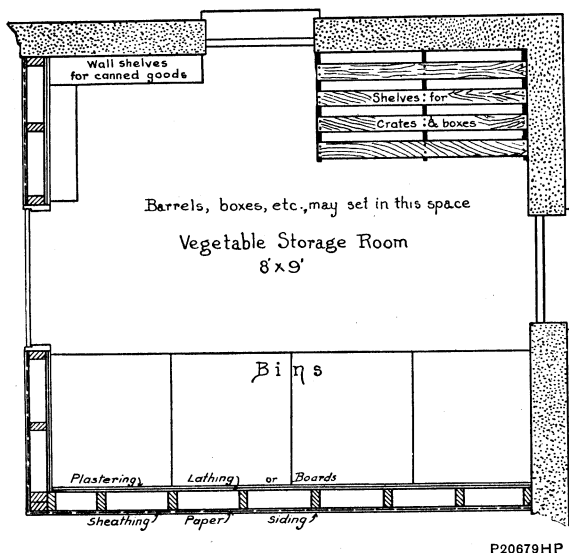 Wall shelves
for canned goods
Shelves for
Crates & boxes
Barrels, boxes, etc., may set in this space
Vegetable Storage Room
8' x 9'
Bins
Plastering
Lathing or Boards
Sheathing Paper Siding
P20679HP